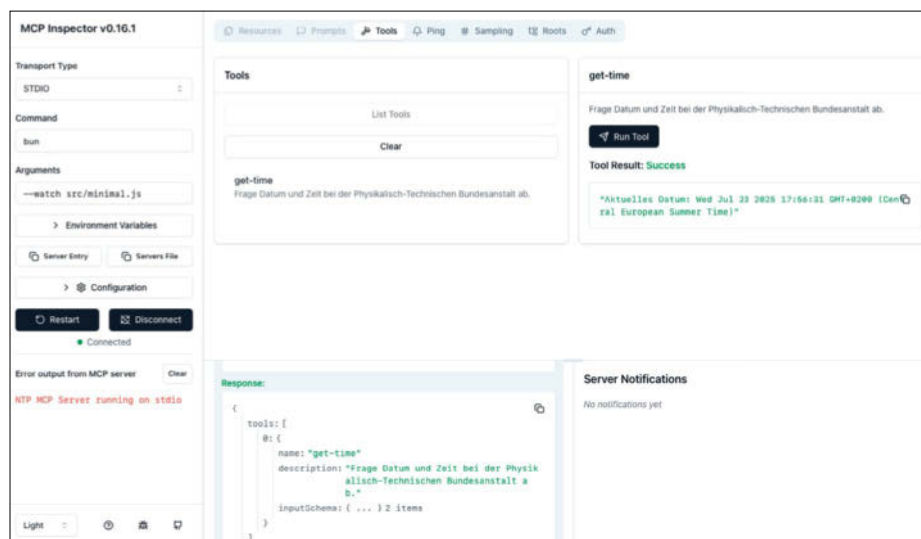 MCP Inspector v0.16.1
Transport Type
STDIO
Command
bun
Arguments
--watch src/minimal.js
> Environment Variables
Server Entry
Servers File
> Configuration
Restart
Disconnect
Connected
Error output from MCP server
Clear
NTP MCP Server running on stdio
Light
Resources
Prompts
Tools
Ping
Sampling
Roots
Auth
Tools
List Tools
Clear
get-time
Frage Datum und Zeit bei der Physikalisch-Technischen Bundesanstalt ab.
get-time
Frage Datum und Zeit bei der Physikalisch-Technischen Bundesanstalt ab.
Run Tool
Tool Result: Success
"Aktuelles Datum: Wed Jul 23 2025 17:56:31 GMT+0200 (Cen
ral European Summer Time)"
Response:
{
tools: [
0: {
name: "get-time"
description: "Frage Datum und Zeit bei der Physik
alisch-Technischen Bundesanstalt a
b."
inputSchema: { ... } 2 items
}
]
Server Notifications
No notifications yet